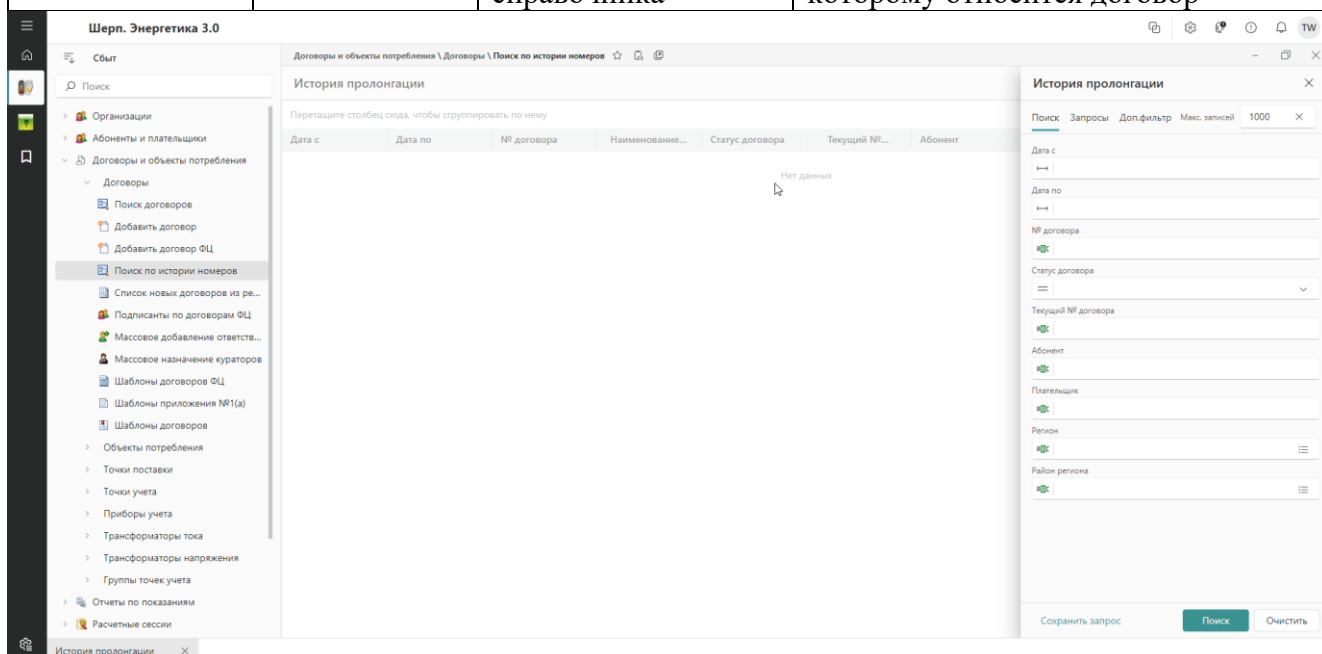 справочника
которому относится договор
Шерп. Энергетика 3.0
TW
Сбыт
Поиск
Организации
Абоненты и плательщики
Договоры и объекты потребления
Договоры
Поиск договоров
Добавить договор
Добавить договор ФЦ
Поиск по истории номеров
Список новых договоров из ре...
Подписанты по договорам ФЦ
Массовое добавление ответств...
Массовое назначение кураторов
Шаблоны договоров ФЦ
Шаблоны приложения №1(а)
Шаблоны договоров
Объекты потребления
Точки поставки
Точки учета
Приборы учета
Трансформаторы тока
Трансформаторы напряжения
Группы точек учета
Отчеты по показаниям
Расчетные сессии
Договоры и объекты потребления \ Договоры \ Поиск по истории номеров
История пролонгации
Перетащите столбец сюда, чтобы сгруппировать по нему
Дата с Дата по № договора Наименование... Статус договора Текущий №... Абонент
Нет данных
История пролонгации
Поиск Запросы Доп.фильтр Макс. записей 1000
Дата с
Дата по
№ договора
Статус договора
Текущий № договора
Абонент
Плательщик
Регион
Район региона
Сохранить запрос Поиск Очистить
История пролонгации